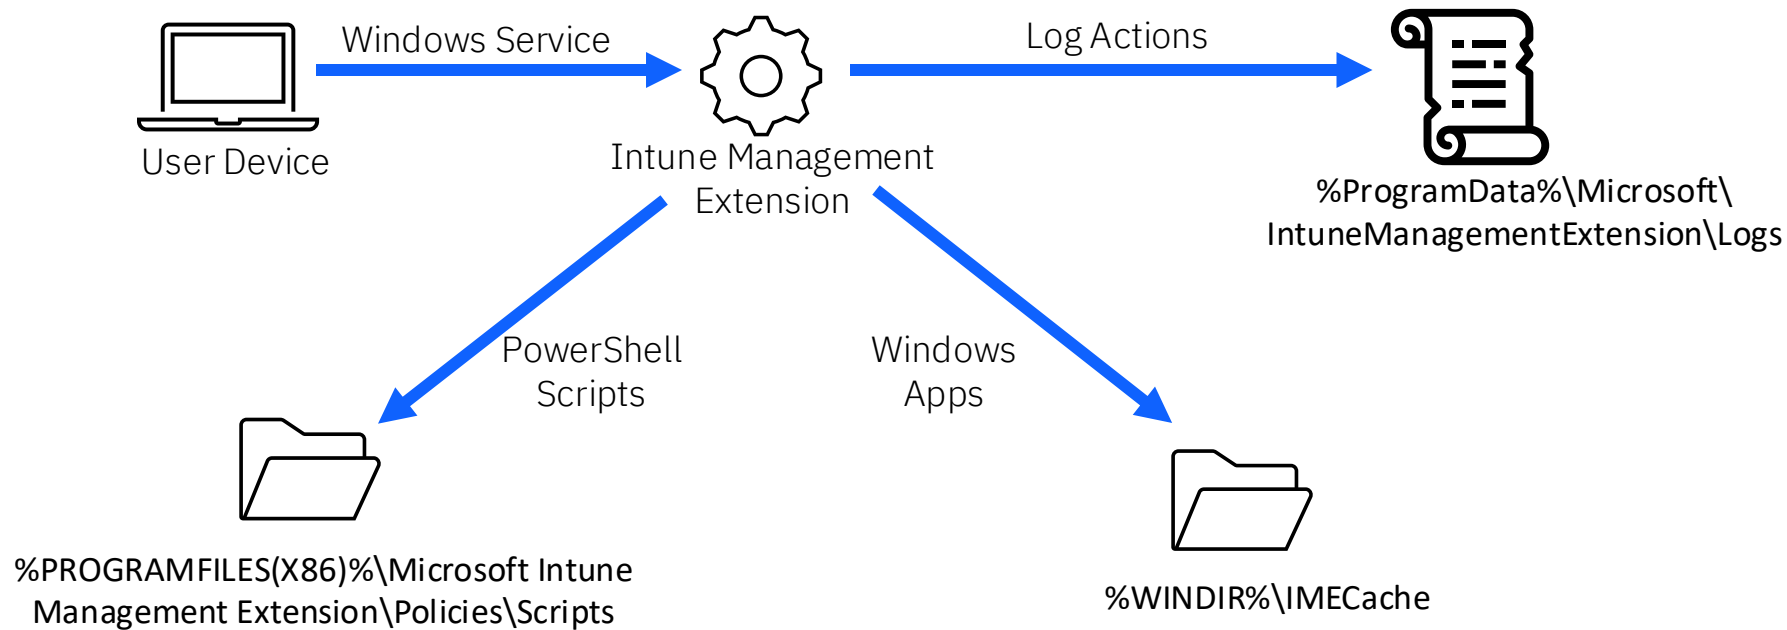 Windows Service
Log Actions
User Device
Intune Management
Extension
%ProgramData%\Microsoft\
IntuneManagementExtension\Logs
PowerShell
Scripts
Windows
Apps
%PROGRAMFILES(X86)%\Microsoft Intune
Management Extension\Policies\Scripts
%WINDIR%\IMECache